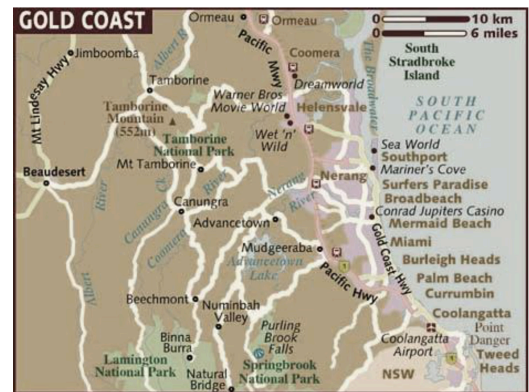 GOLD COAST
0 10 km
0 6 miles
Ormeau
Ormeau
Pacific Mwy
Albert R
Jimboomba
Mt Lindesay Hwy
Coomera
Dreamworld
The Broadwater
South
Stradbroke
Island
Tamborine
Warner Bros
Movie World
Helensvale
SOUTH
PACIFIC
OCEAN
Tamborine
Mountain
(552m)
Tamborine
National Park
Wet 'n'
Wild
Sea World
Southport
Mariner's Cove
Mt Tamborine
Nerang
Surfers Paradise
Broadbeach
Beaudesert
River
Canungra Ck
River
Nerang
River
Conrad Jupiters Casino
Canungra
Advancetown
Mermaid Beach
Coomera
Mudgeeraba
Gold Coast Hwy
Miami
Advancetown
Lake
Burleigh Heads
Pacific Hwy
Palm Beach
Albert
Beechmont
Numinbah
Valley
Currumbin
Purling
Brook
Falls
Coolangatta
Coolangatta
Airport
Point
Danger
Binna
Burra
Lamington
National Park
Natural
Bridge
Springbrook
National Park
NSW
Tweed
Heads